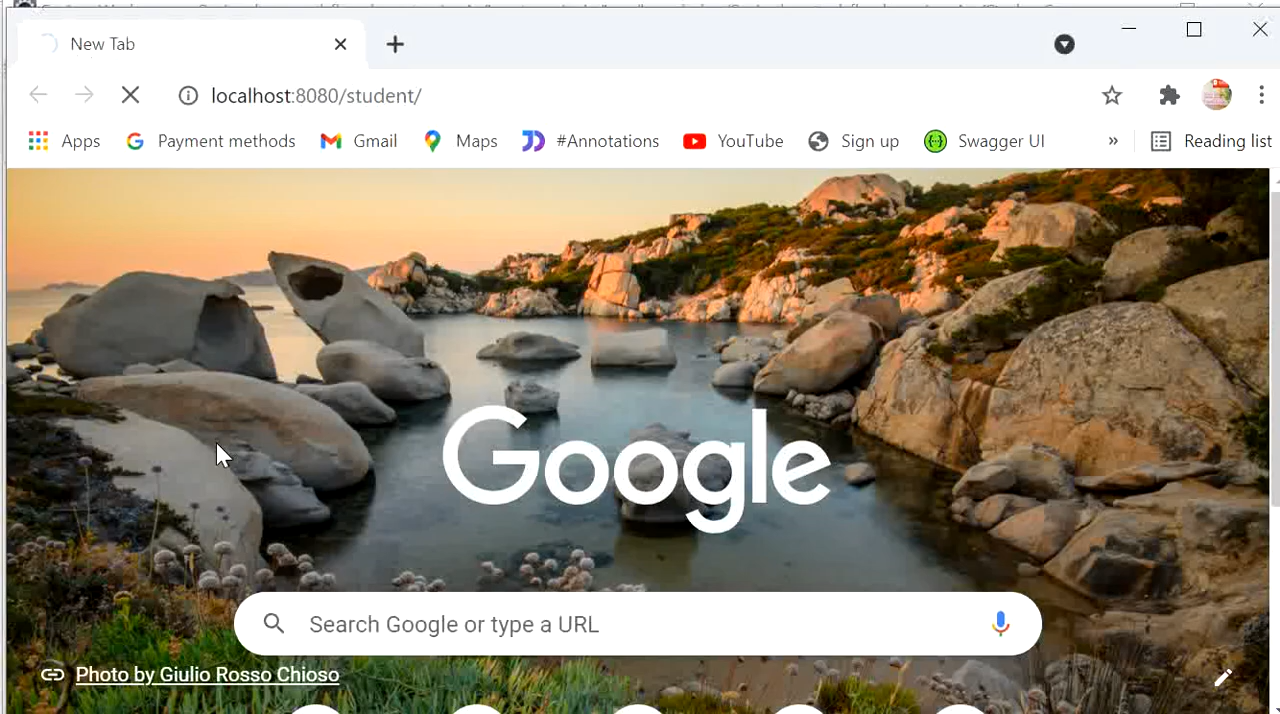 New Tab
localhost:8080/student/
Apps Payment methods Gmail Maps #Annotations YouTube Sign up Swagger UI » Reading list
Google
Search Google or type a URL
Photo by Giulio Rosso Chioso